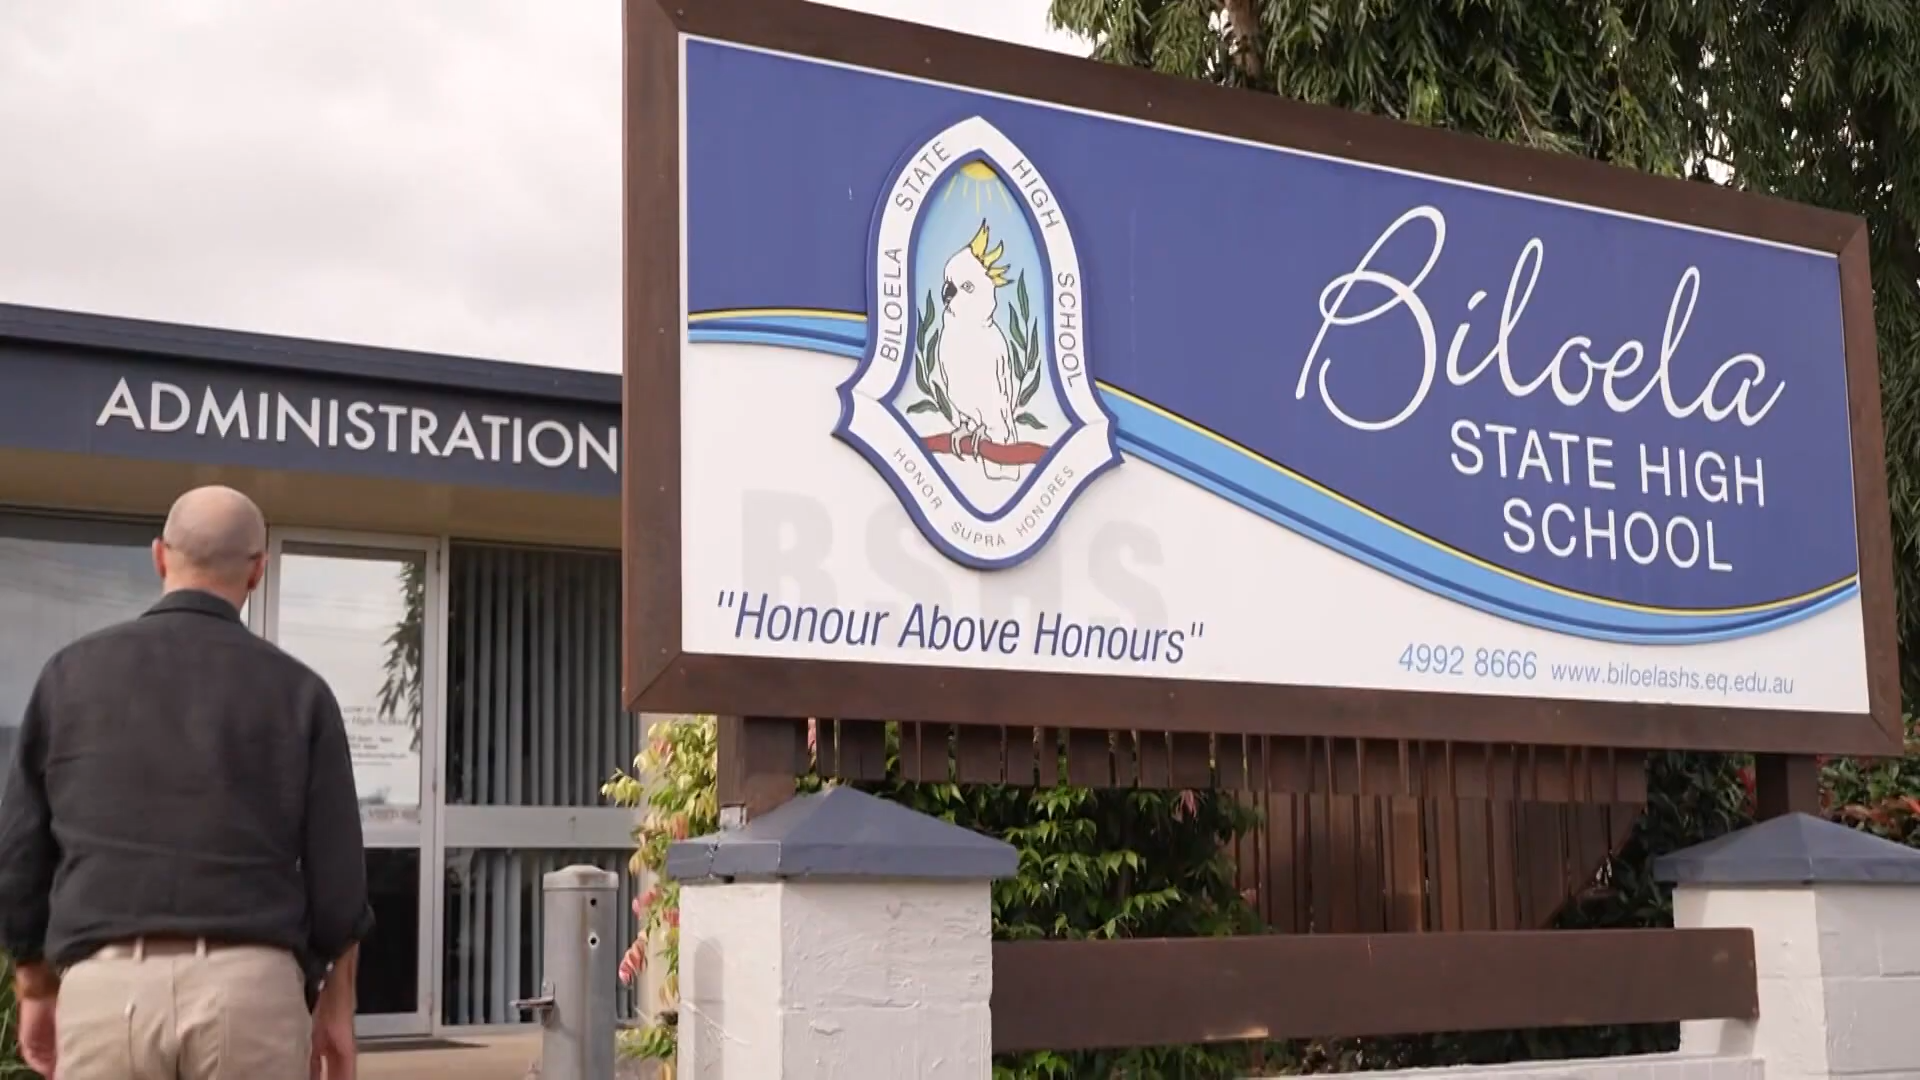 ADMINISTRATION
BILOELA STATE HIGH SCHOOL
HONOR SUPRA HONORES
Biloela
STATE HIGH
SCHOOL
BSHS
"Honour Above Honours"
4992 8666 www.biloelashs.eq.edu.au